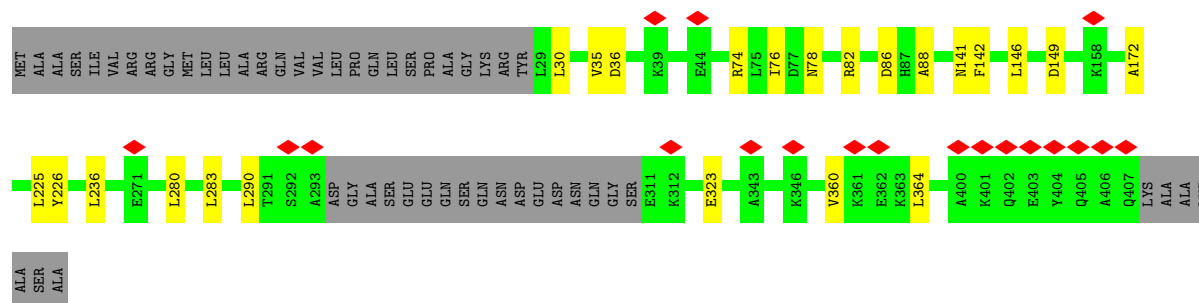 MET ALA ALA SER ILE VAL ARG ARG GLY MET LEU LEU ALA ARG GLN VAL VAL LEU PRO GLN LEU SER PRO ALA GLY LYS ARG TYR L29 L30 V35 D36 K39 E44 R74 L75 I76 D77 N78 R82 D86 H87 A88 N141 F142 L146 D149 K158 A172
L225 Y226 L236 E271 L280 L283 L290 T291 S292 A293 ASP GLY ALA SER GLU GLU GLN SER GLN ASN ASP GLU ASP ASN GLN GLY SER E311 K312 E323 A343 K346 V360 K361 E362 K363 L364 A400 K401 Q402 E403 Y404 Q405 A406 Q407 LYS ALA ALA
ALA SER ALA